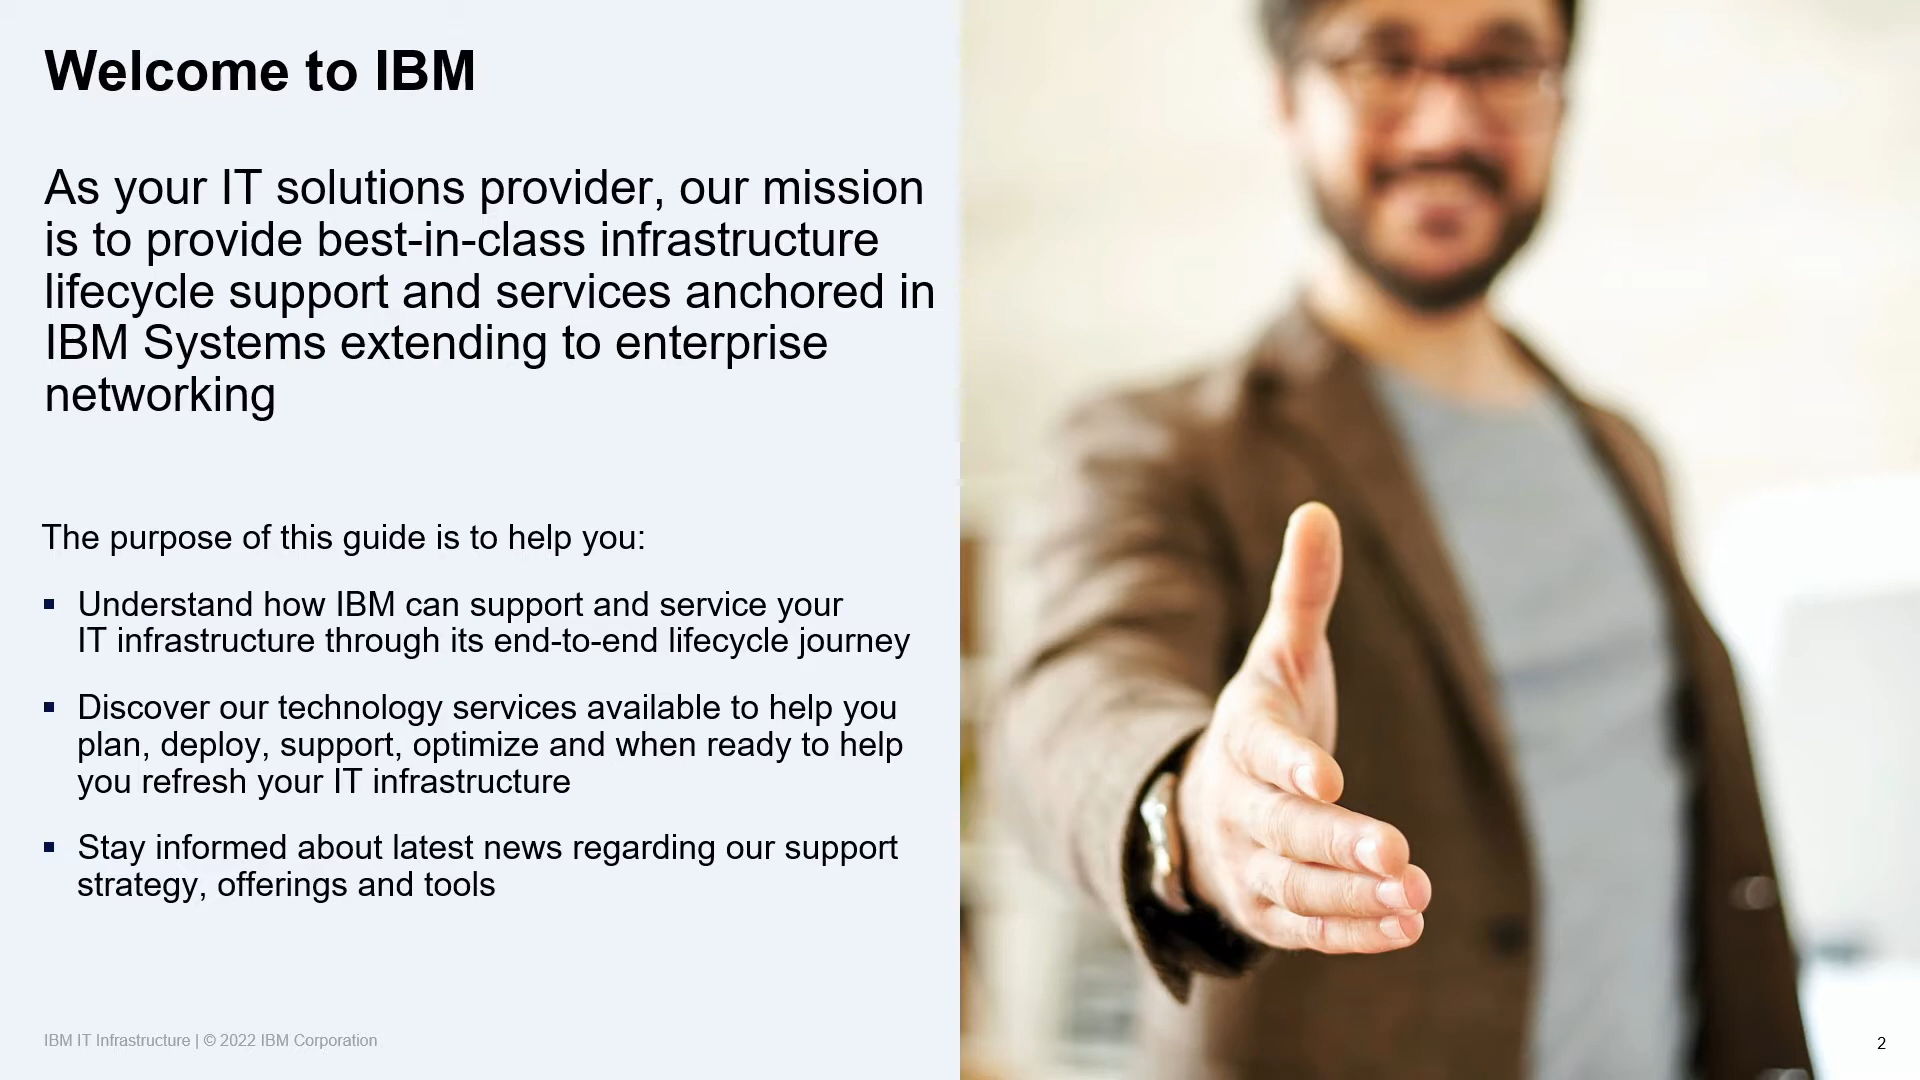 Welcome to IBM
As your IT solutions provider, our mission
is to provide best-in-class infrastructure
lifecycle support and services anchored in
IBM Systems extending to enterprise
networking
The purpose of this guide is to help you:
▪ Understand how IBM can support and service your
IT infrastructure through its end-to-end lifecycle journey
▪ Discover our technology services available to help you
plan, deploy, support, optimize and when ready to help
you refresh your IT infrastructure
▪ Stay informed about latest news regarding our support
strategy, offerings and tools
IBM IT Infrastructure | © 2022 IBM Corporation
2